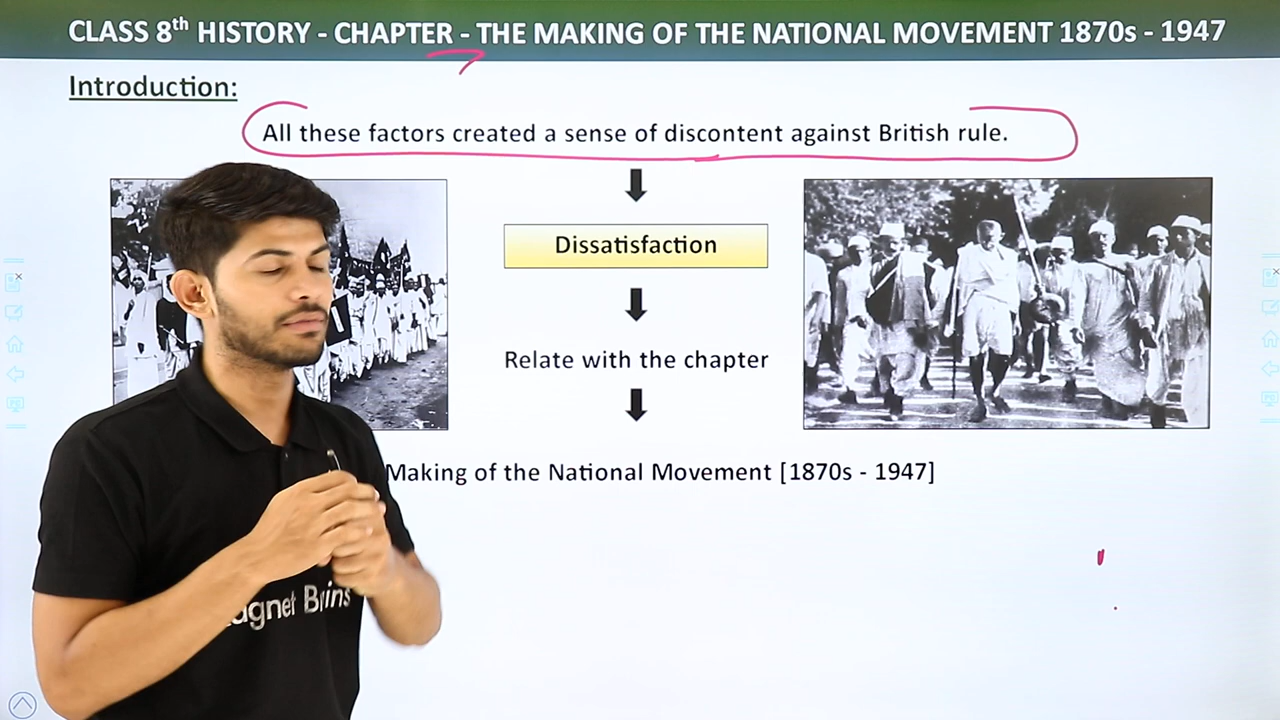 CLASS 8th HISTORY - CHAPTER - THE MAKING OF THE NATIONAL MOVEMENT 1870s - 1947
Introduction:
All these factors created a sense of discontent against British rule.
Dissatisfaction
Relate with the chapter
Making of the National Movement [1870s - 1947]